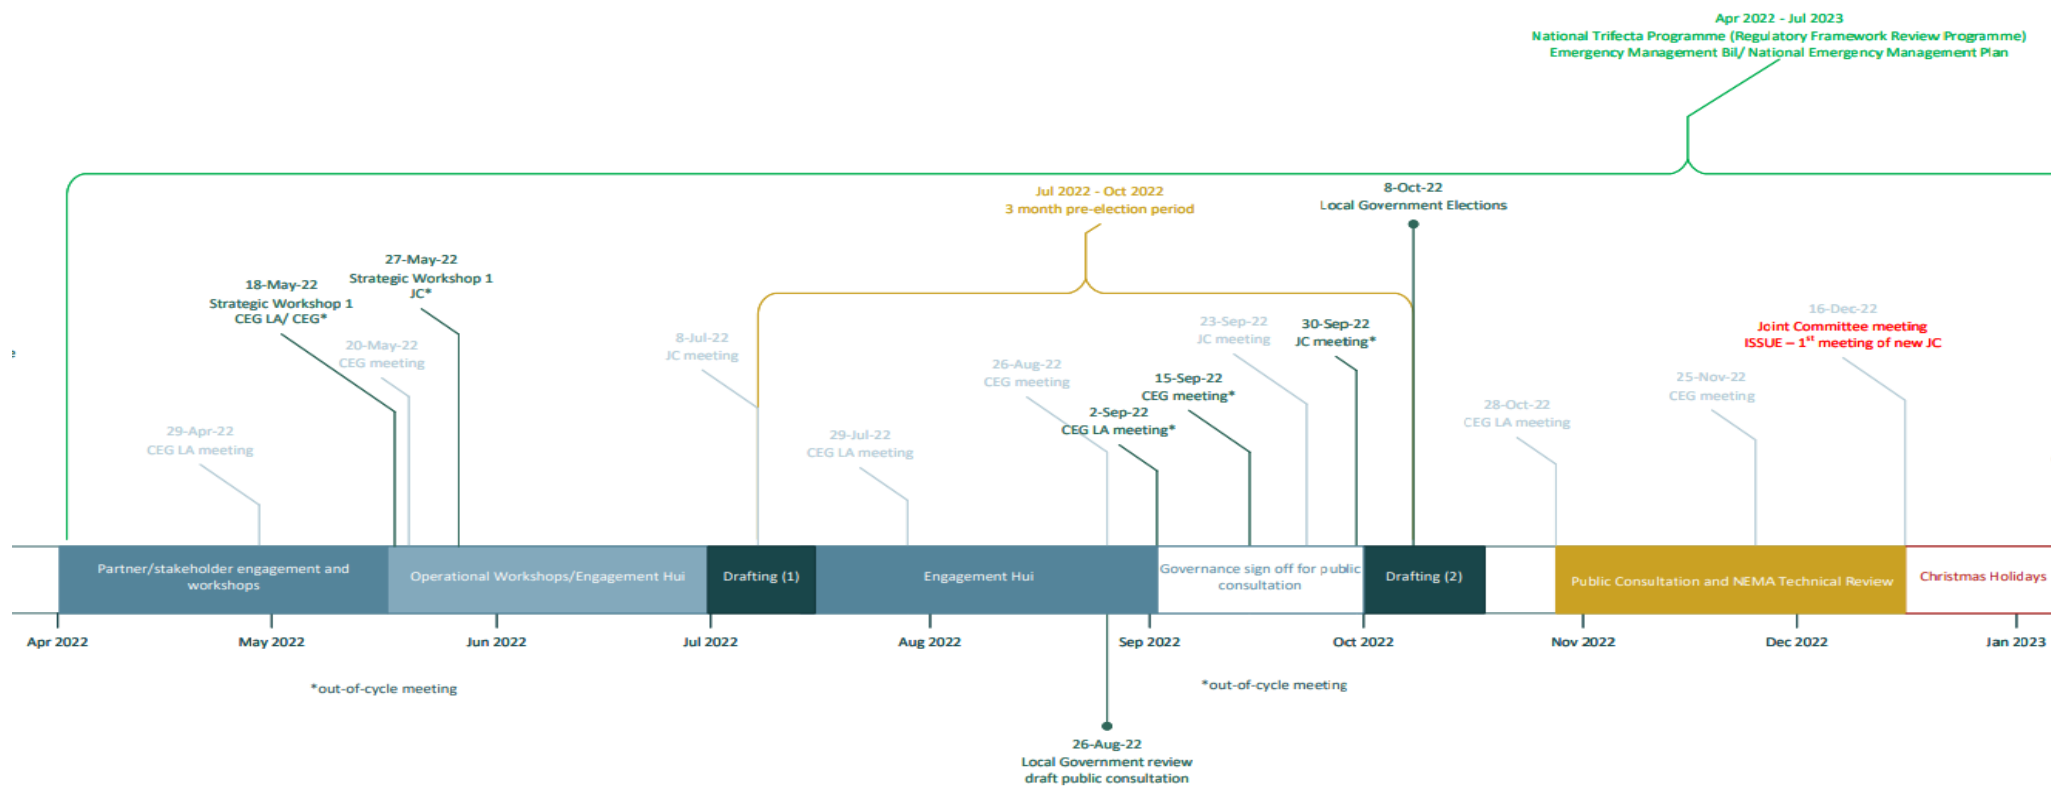 Apr 2022 - Jul 2023
National Trifecta Programme (Regulatory Framework Review Programme)
Emergency Management Bil/ National Emergency Management Plan
Jul 2022 - Oct 2022
3 month pre-election period
8-Oct-22
Local Government Elections
18-May-22
Strategic Workshop 1
CEG LA/ CEG*
27-May-22
Strategic Workshop 1
JC*
20-May-22
CEG meeting
29-Apr-22
CEG LA meeting
8-Jul-22
JC meeting
29-Jul-22
CEG LA meeting
26-Aug-22
CEG meeting
2-Sep-22
CEG LA meeting*
15-Sep-22
CEG meeting*
23-Sep-22
JC meeting
30-Sep-22
JC meeting*
28-Oct-22
CEG LA meeting
25-Nov-22
CEG meeting
16-Dec-22
Joint Committee meeting
ISSUE – 1st meeting of new JC
Partner/stakeholder engagement and
workshops
Operational Workshops/Engagement Hui
Drafting (1)
Engagement Hui
Governance sign off for public
consultation
Drafting (2)
Public Consultation and NEMA Technical Review
Christmas Holidays
Apr 2022
May 2022
Jun 2022
Jul 2022
Aug 2022
Sep 2022
Oct 2022
Nov 2022
Dec 2022
Jan 2023
*out-of-cycle meeting
*out-of-cycle meeting
26-Aug-22
Local Government review
draft public consultation